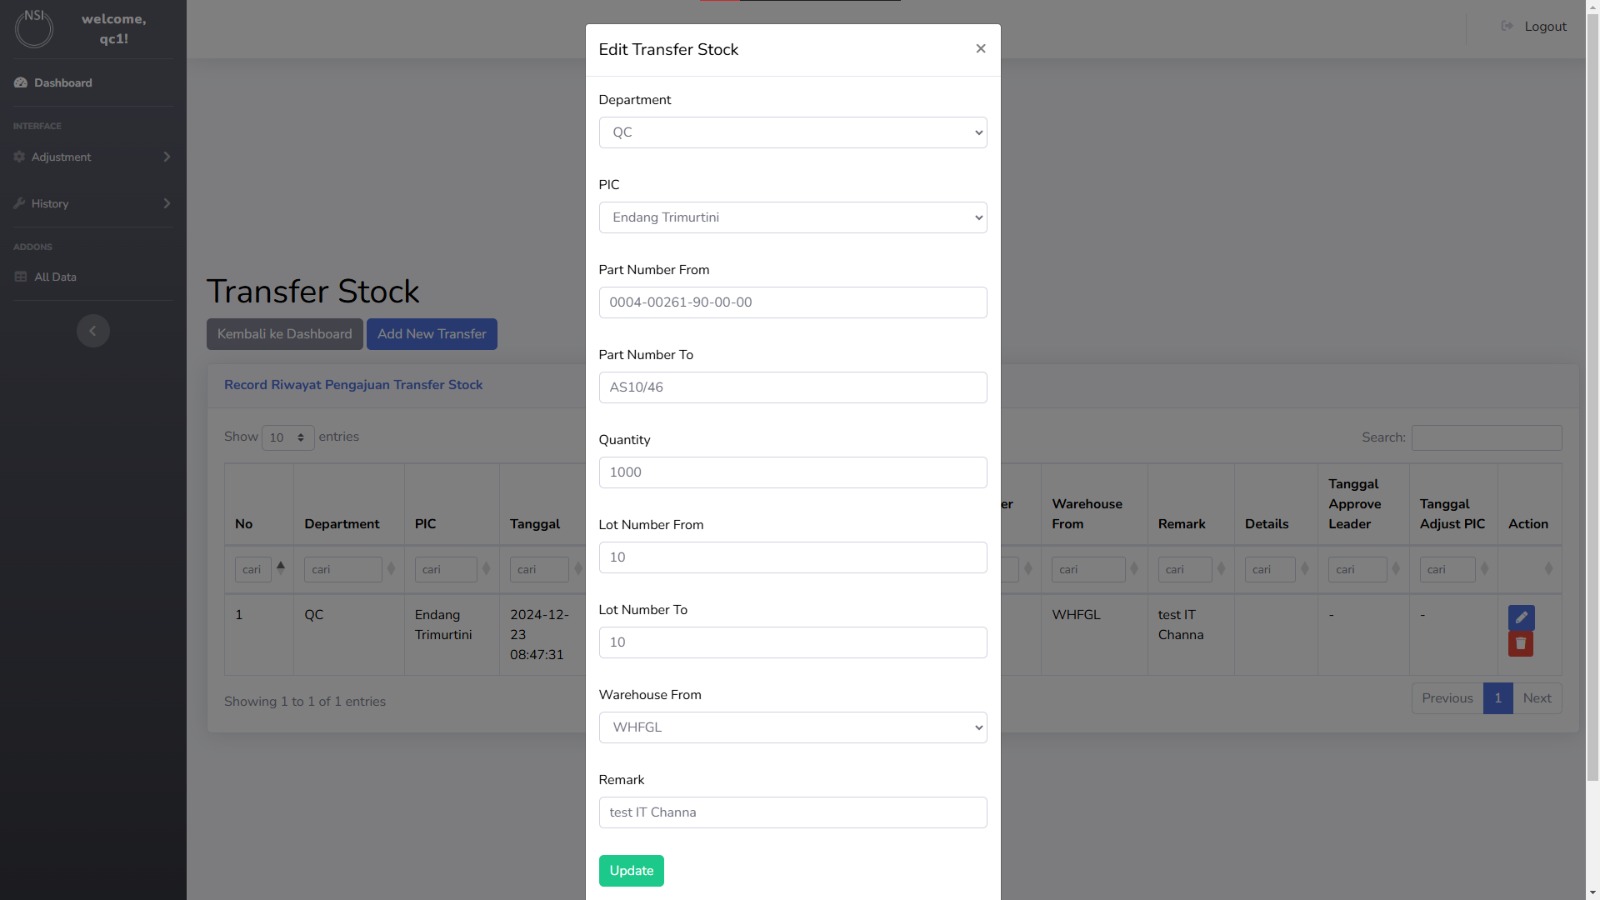 NSI
welcome,
qc1!
Dashboard
INTERFACE
Adjustment
History
ADDONS
All Data
Logout
Transfer Stock
Kembali ke Dashboard
Add New Transfer
Record Riwayat Pengajuan Transfer Stock
Show 10 entries
Search:
No
Department
PIC
Tanggal
er
Warehouse
From
Remark
Details
Tanggal
Approve
Leader
Tanggal
Adjust PIC
Action
cari
cari
cari
cari
cari
cari
cari
cari
cari
1
QC
Endang
Trimurtini
2024-12-
23
08:47:31
WHFGL
test IT
Channa
-
-
Showing 1 to 1 of 1 entries
Previous
1
Next
Edit Transfer Stock
×
Department
QC
PIC
Endang Trimurtini
Part Number From
0004-00261-90-00-00
Part Number To
AS10/46
Quantity
1000
Lot Number From
10
Lot Number To
10
Warehouse From
WHFGL
Remark
test IT Channa
Update